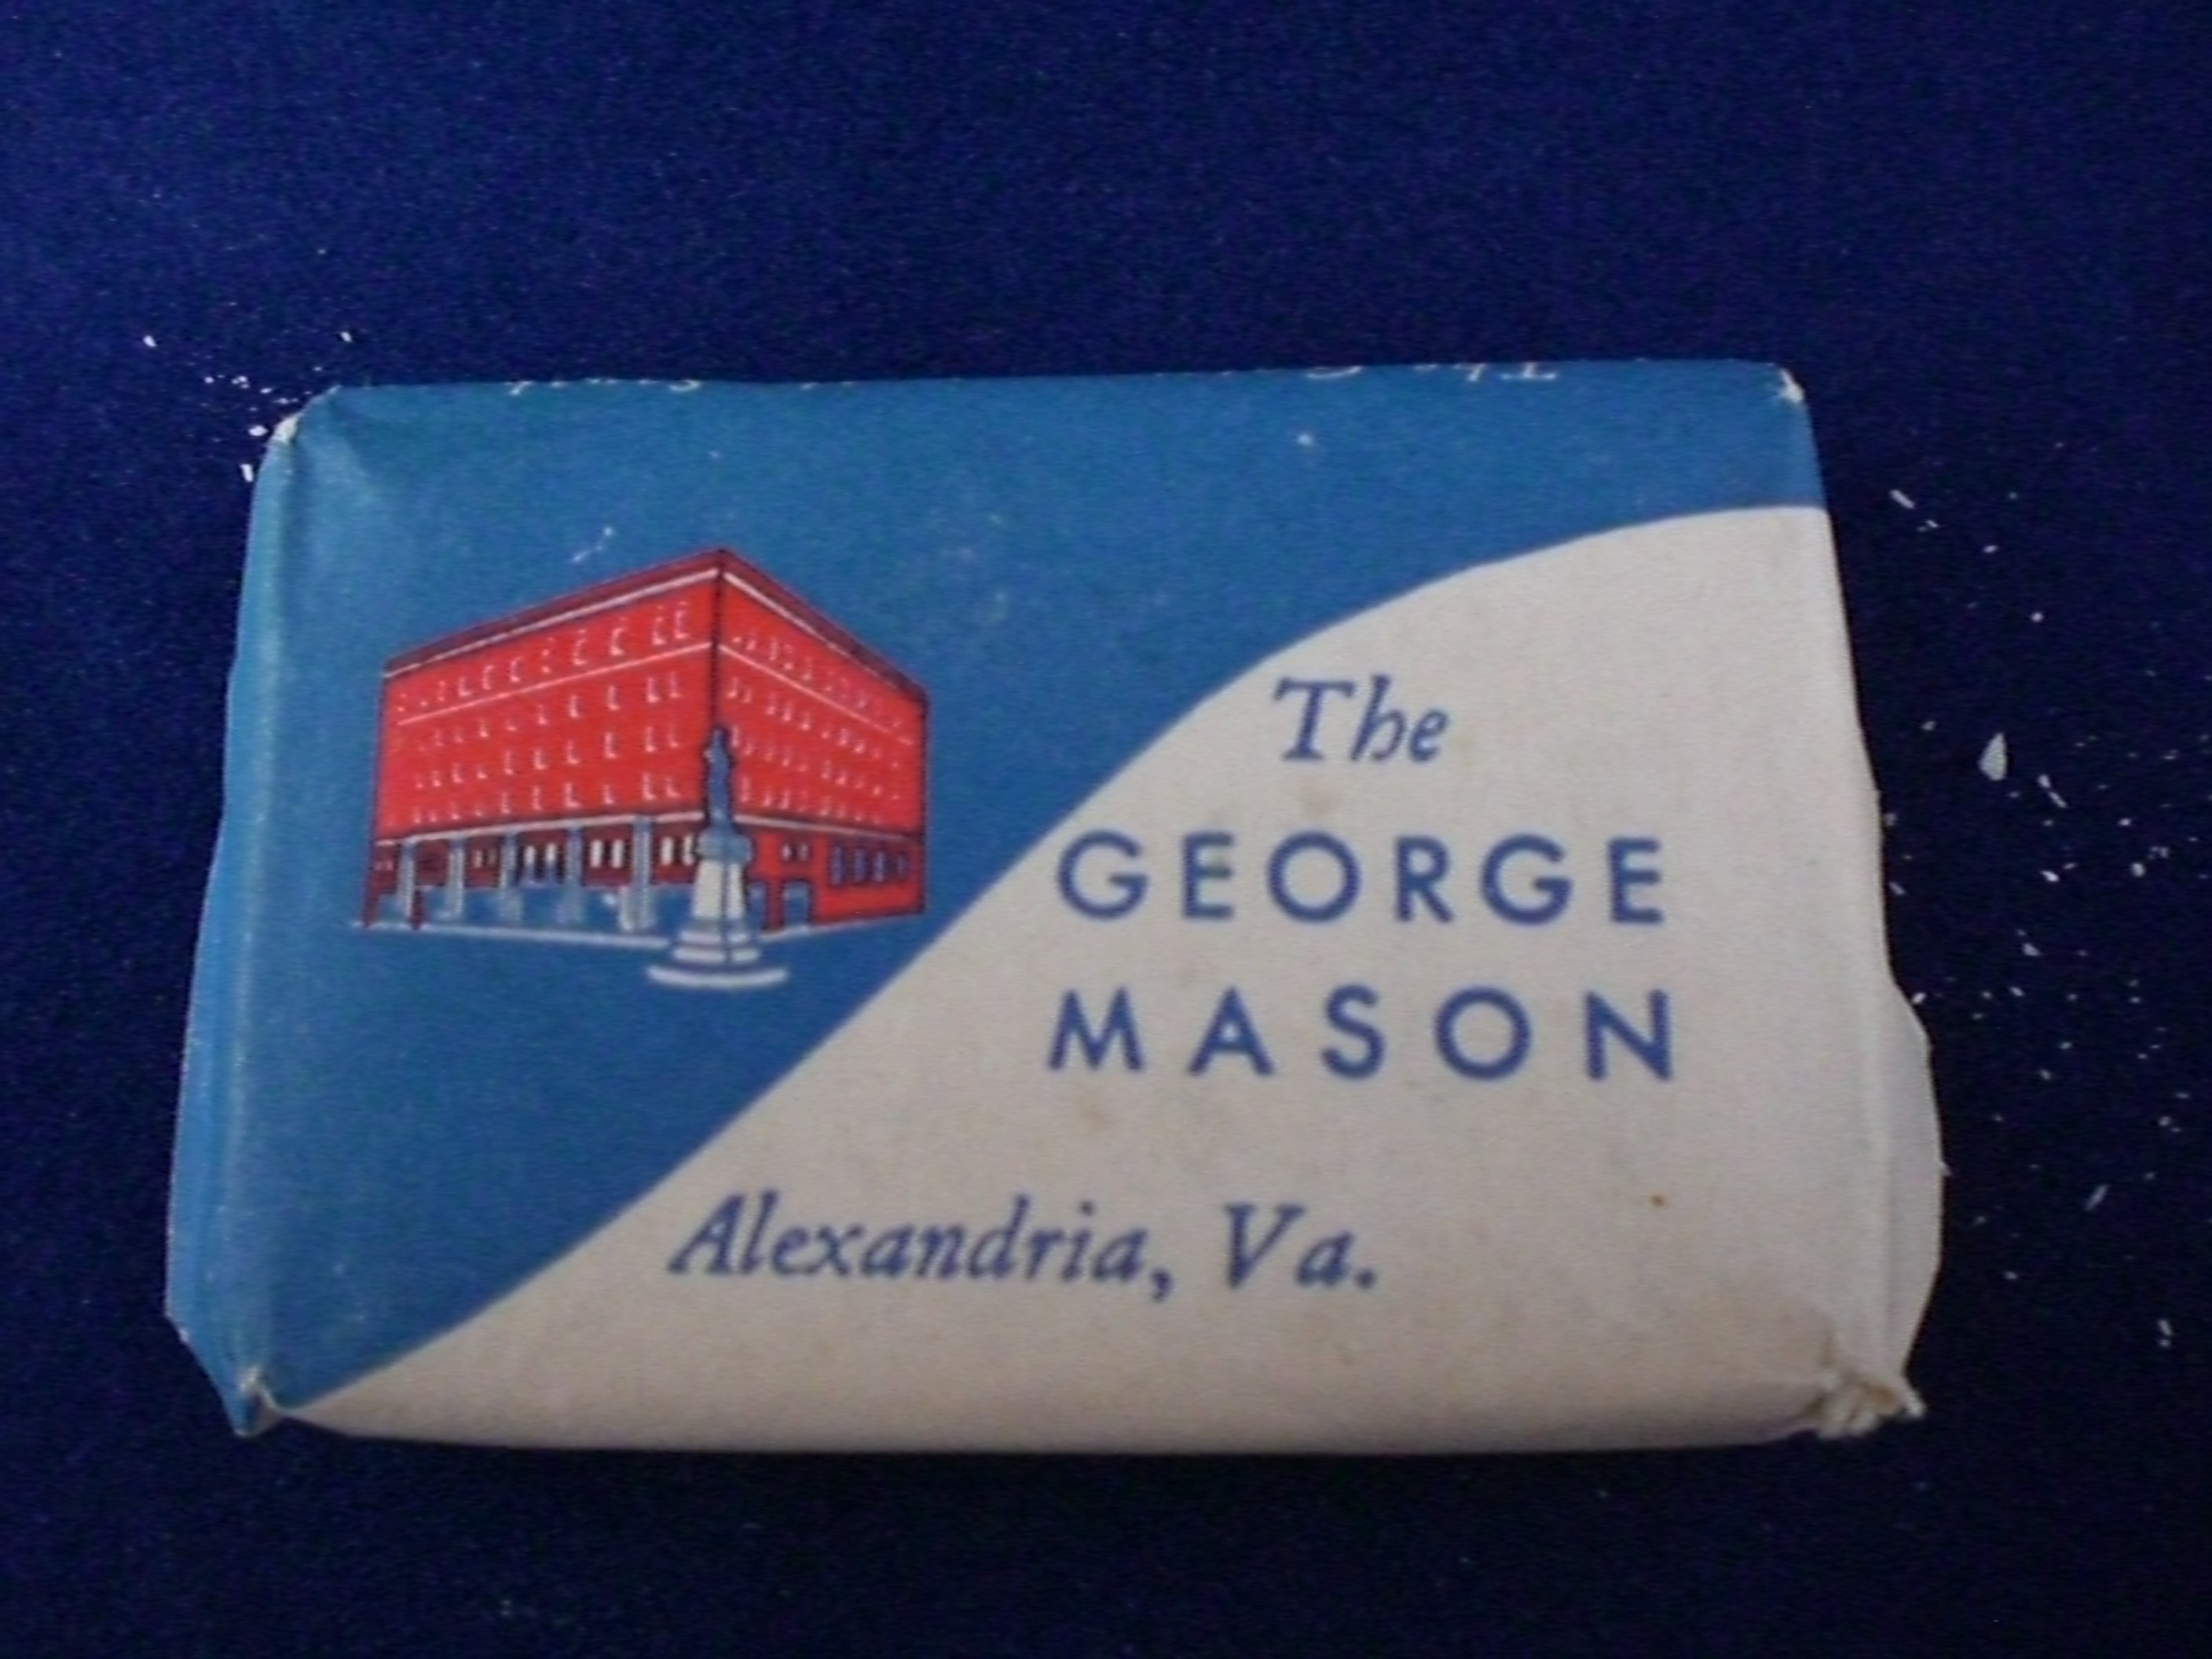 The
GEORGE
MASON
Alexandria, Va.